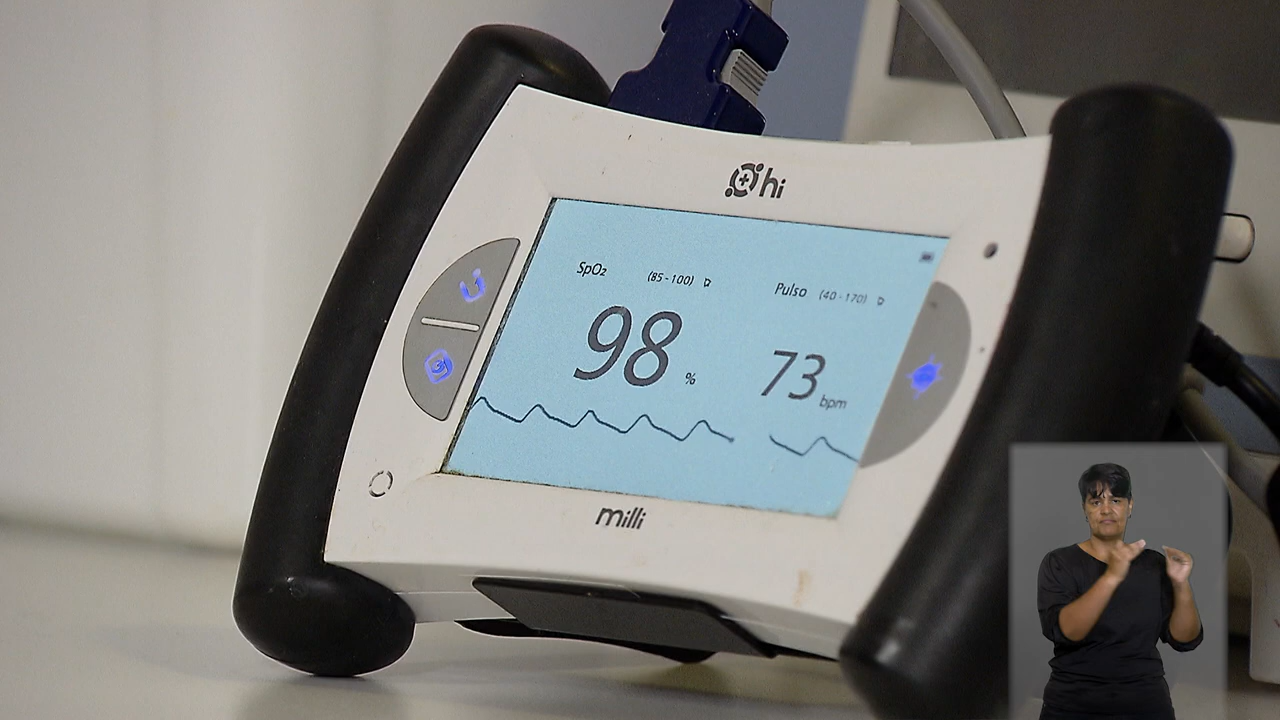 hi
SpO₂ (85-100)
Pulso (40-170)
98 %
73 bpm
milli